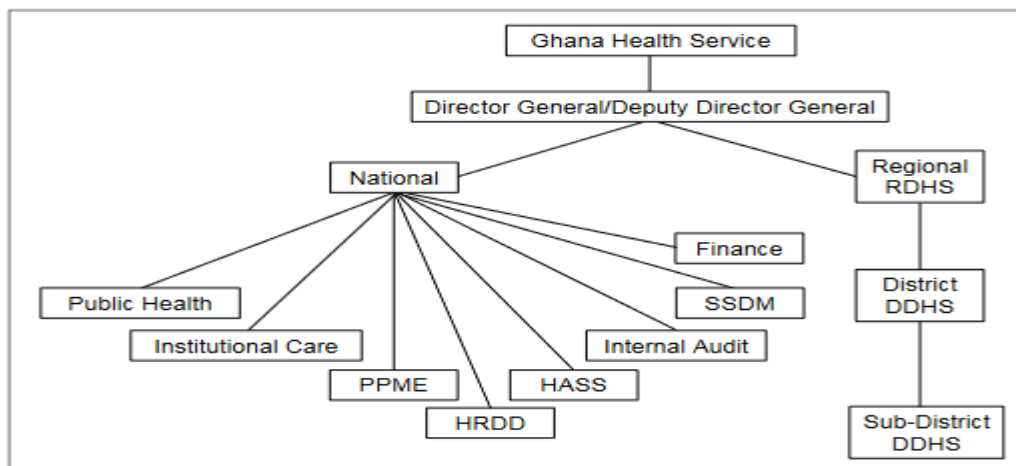 Ghana Health Service
Director General/Deputy Director General
National
Regional
RDHS
Finance
Public Health
SSDM
District
DDHS
Institutional Care
Internal Audit
PPME
HASS
HRDD
Sub-District
DDHS